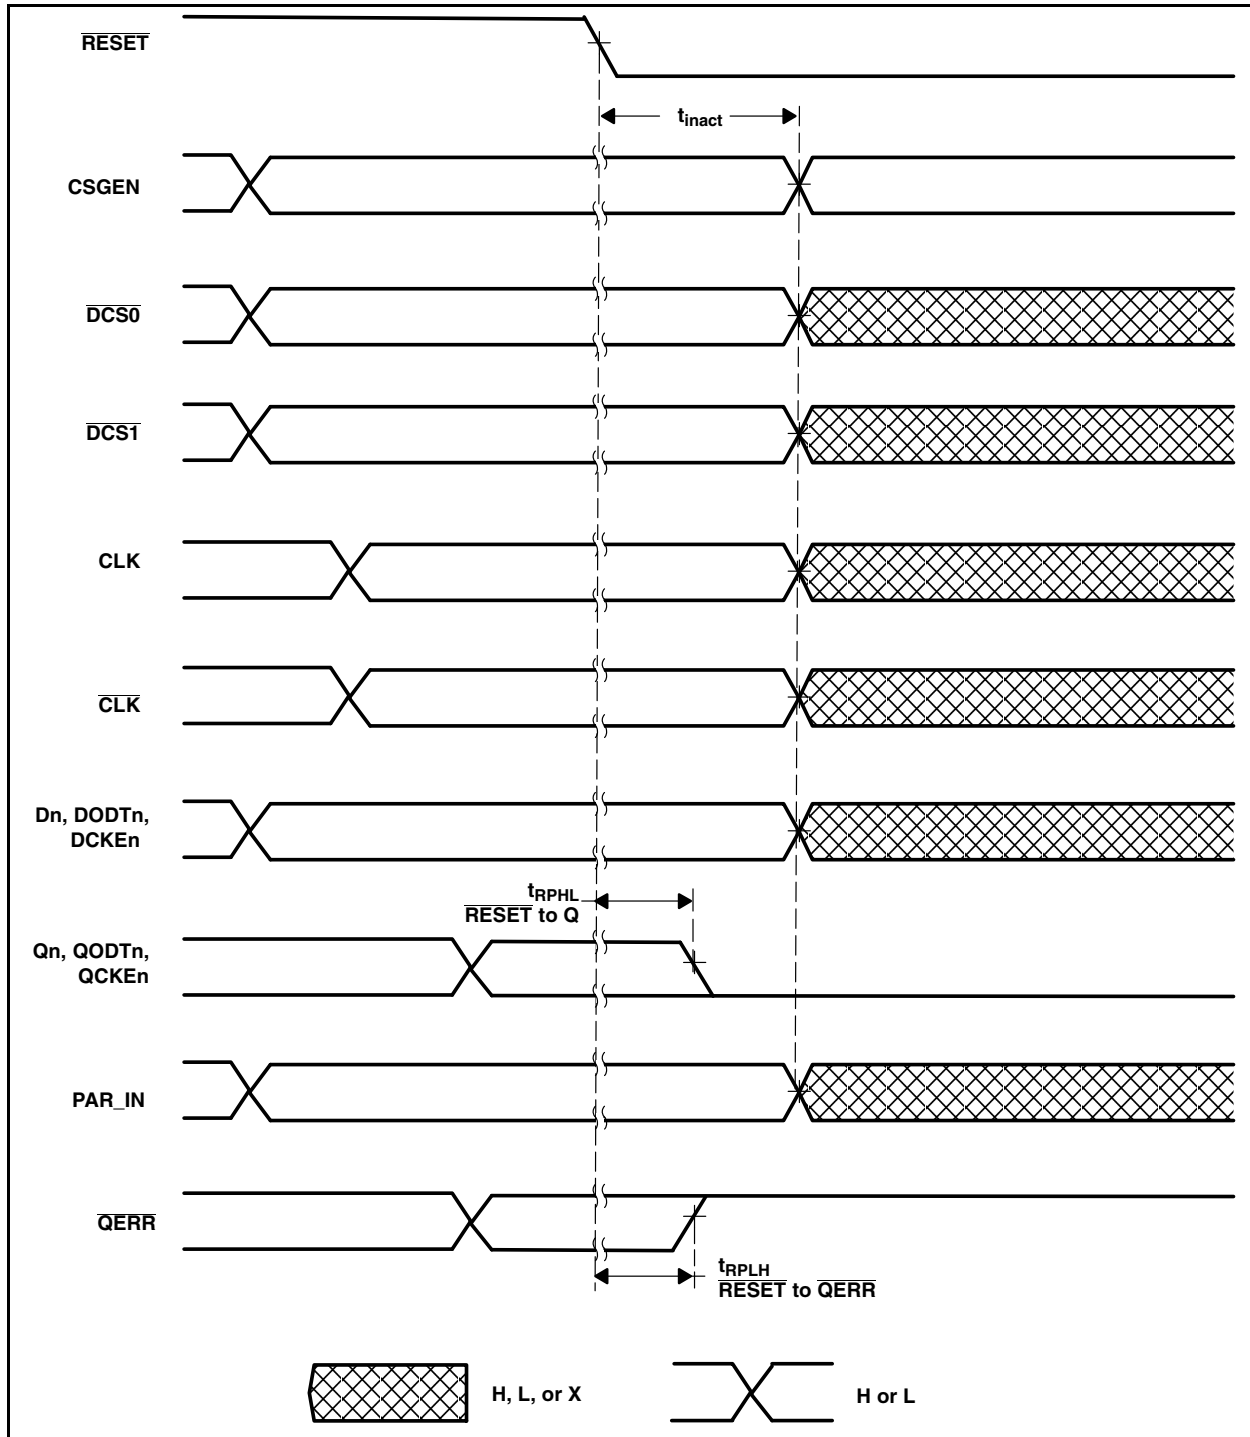 RESET
tinact
CSGEN
DCS0
DCS1
CLK
CLK
Dn, DODTn,
DCKEn
tRPHL
RESET to Q
Qn, QODTn,
QCKEn
PAR_IN
QERR
tRPLH
RESET to QERR
H, L, or X
H or L